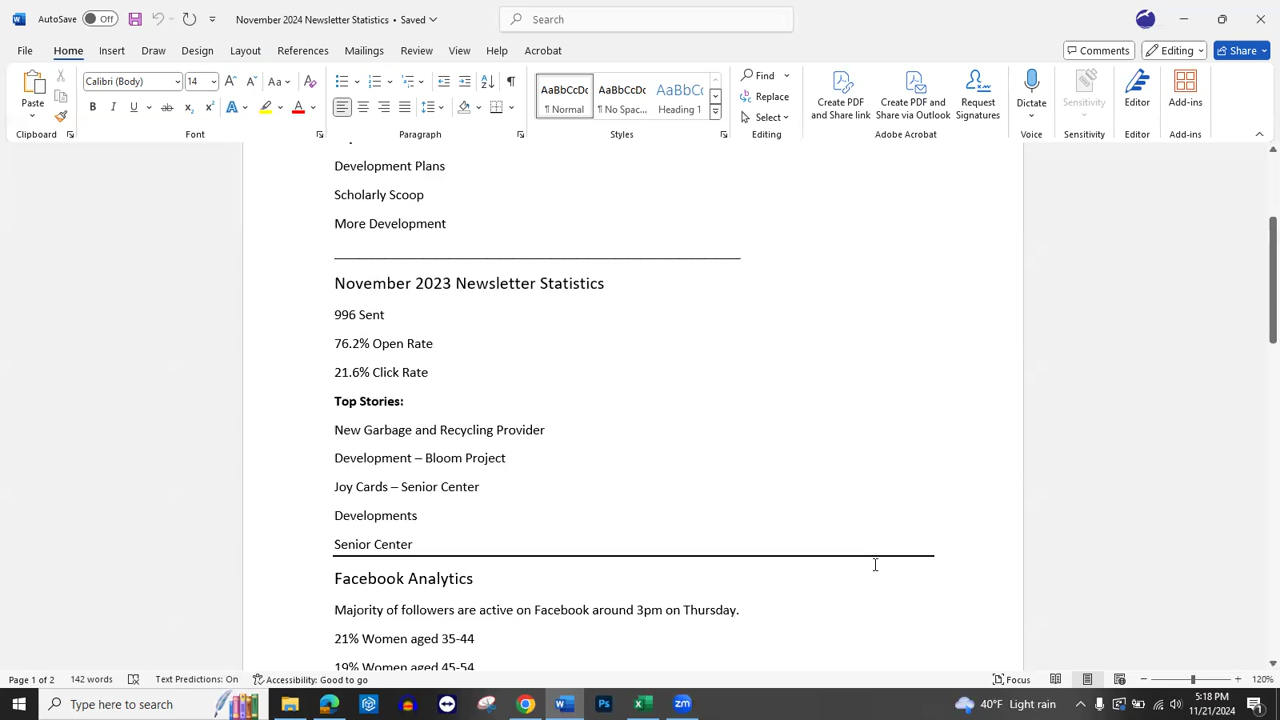 AutoSave Off November 2024 Newsletter Statistics • Saved Search
File Home Insert Draw Design Layout References Mailings Review View Help Acrobat Comments Editing Share
Paste Calibri (Body) 14 Aa Find Replace Select
AaBbCcDc AaBbCcDc AaBbCc
¶ Normal ¶ No Spac... Heading 1
Create PDF and Share link Create PDF and Share via Outlook Request Signatures Dictate Sensitivity Editor Add-ins
Clipboard Font Paragraph Styles Editing Adobe Acrobat Voice Sensitivity Editor Add-ins
Development Plans
Scholarly Scoop
More Development
November 2023 Newsletter Statistics
996 Sent
76.2% Open Rate
21.6% Click Rate
Top Stories:
New Garbage and Recycling Provider
Development – Bloom Project
Joy Cards – Senior Center
Developments
Senior Center
Facebook Analytics
Majority of followers are active on Facebook around 3pm on Thursday.
21% Women aged 35-44
19% Women aged 45-54
Page 1 of 2 142 words Text Predictions: On Accessibility: Good to go Focus 120%
Type here to search 40°F Light rain 5:18 PM
11/21/2024